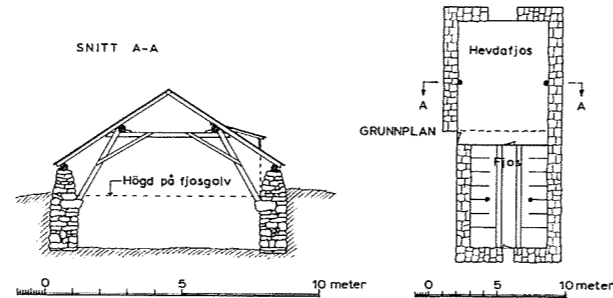 SNITT A-A
Högd på fjosgolv
0 5 10 meter
Hevdafjos
A A
GRUNNPLAN
Fjos
0 5 10 meter